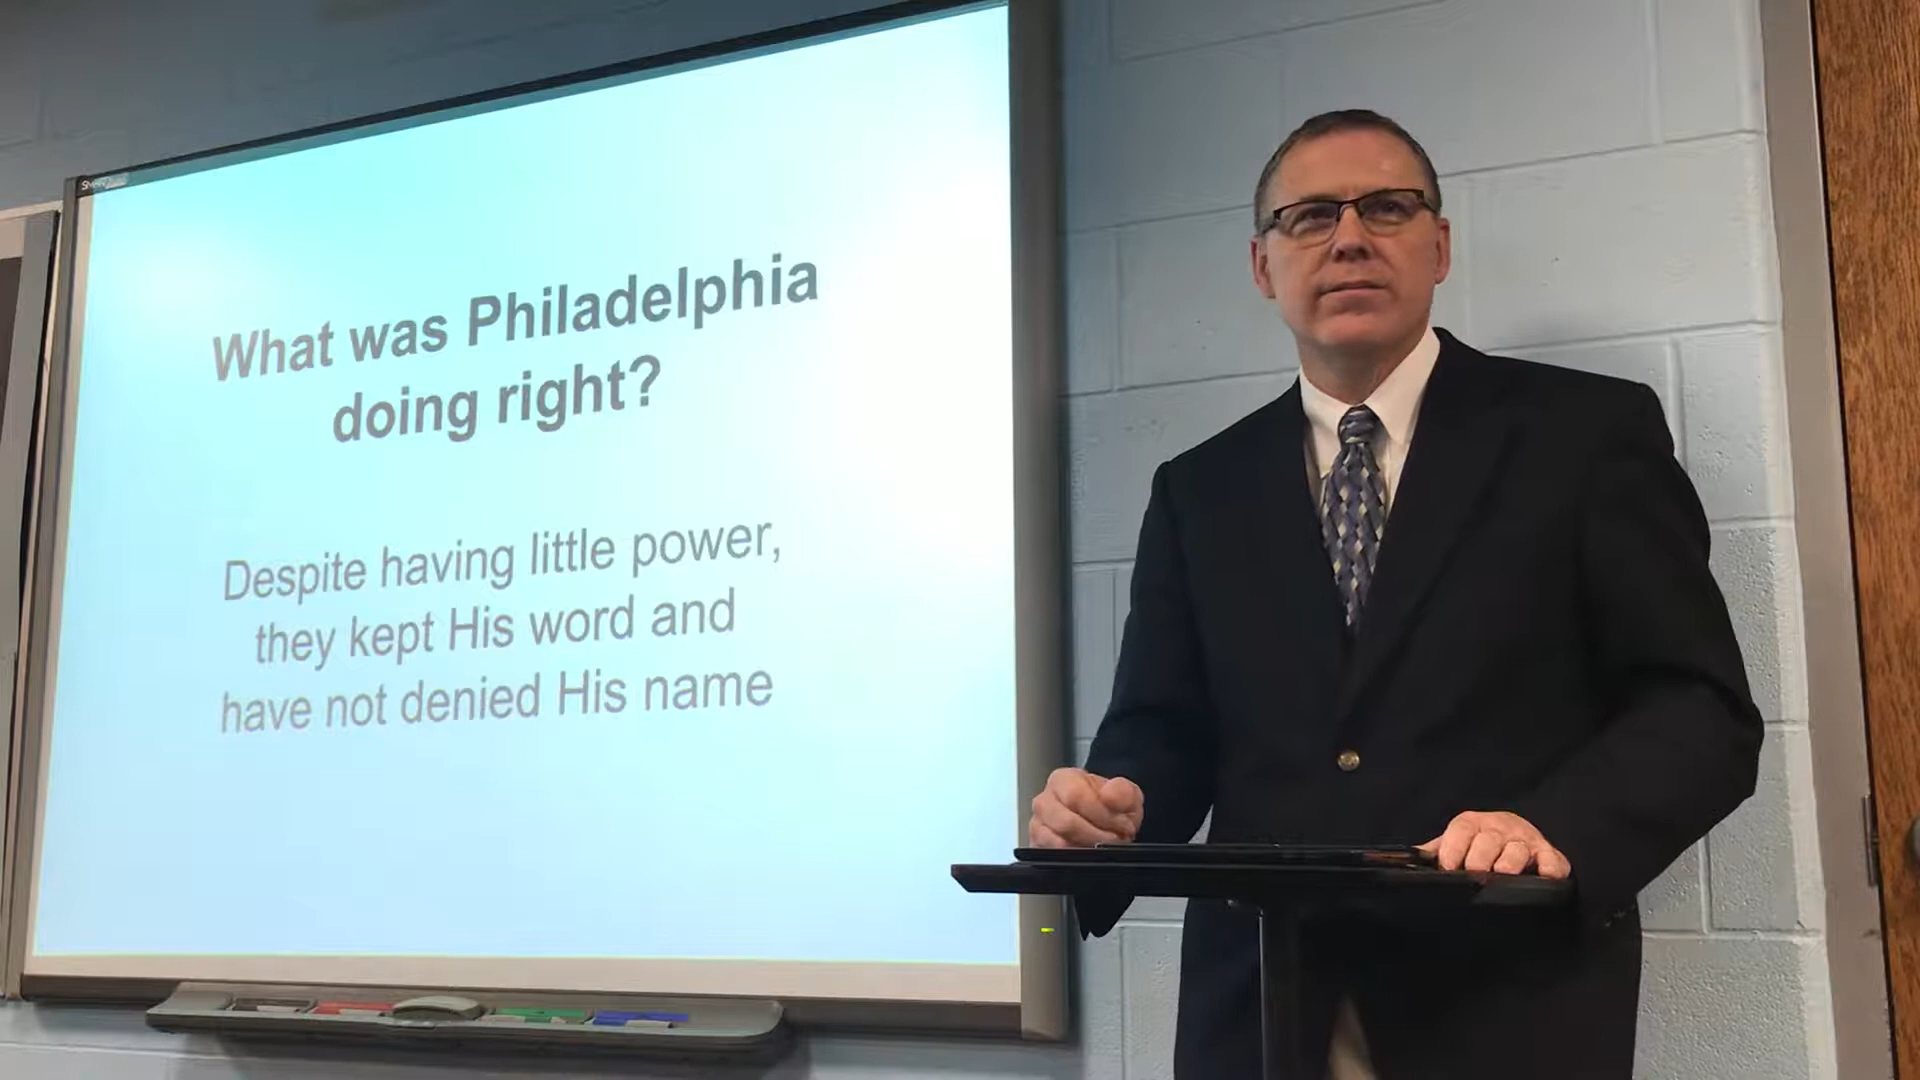 What was Philadelphia
doing right?
Despite having little power,
they kept His word and
have not denied His name